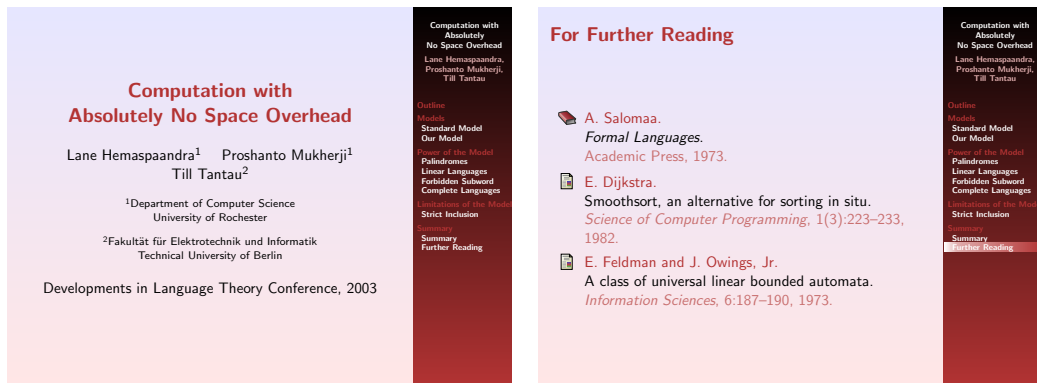 Computation with
Absolutely No Space Overhead
Lane Hemaspaandra1 Proshanto Mukherji1
Till Tantau2
1Department of Computer Science
University of Rochester
2Fakultät für Elektrotechnik und Informatik
Technical University of Berlin
Developments in Language Theory Conference, 2003
Computation with
Absolutely
No Space Overhead
Lane Hemaspaandra,
Proshanto Mukherji,
Till Tantau
Outline
Models
Standard Model
Our Model
Power of the Model
Palindromes
Linear Languages
Forbidden Subword
Complete Languages
Limitations of the Model
Strict Inclusion
Summary
Summary
Further Reading
For Further Reading
A. Salomaa.
Formal Languages.
Academic Press, 1973.
E. Dijkstra.
Smoothsort, an alternative for sorting in situ.
Science of Computer Programming, 1(3):223–233,
1982.
E. Feldman and J. Owings, Jr.
A class of universal linear bounded automata.
Information Sciences, 6:187–190, 1973.
Computation with
Absolutely
No Space Overhead
Lane Hemaspaandra,
Proshanto Mukherji,
Till Tantau
Outline
Models
Standard Model
Our Model
Power of the Model
Palindromes
Linear Languages
Forbidden Subword
Complete Languages
Limitations of the Mod
Strict Inclusion
Summary
Summary
Further Reading